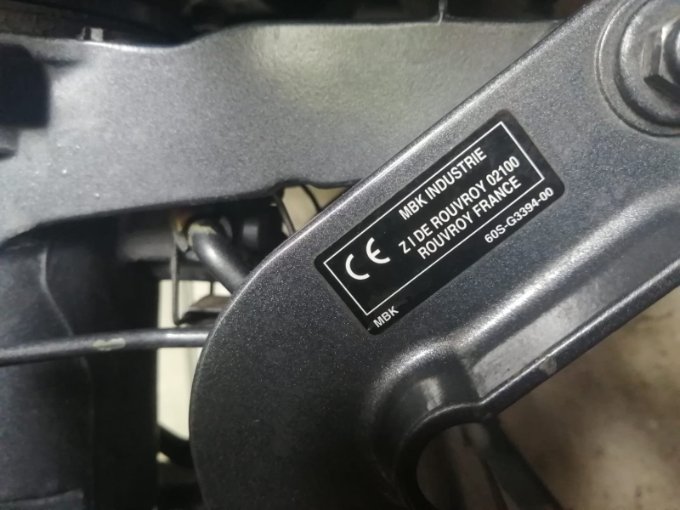 CE
MBK INDUSTRIE
Z I DE ROUVROY 02100
ROUVROY FRANCE
60S-G3394-00
MBK